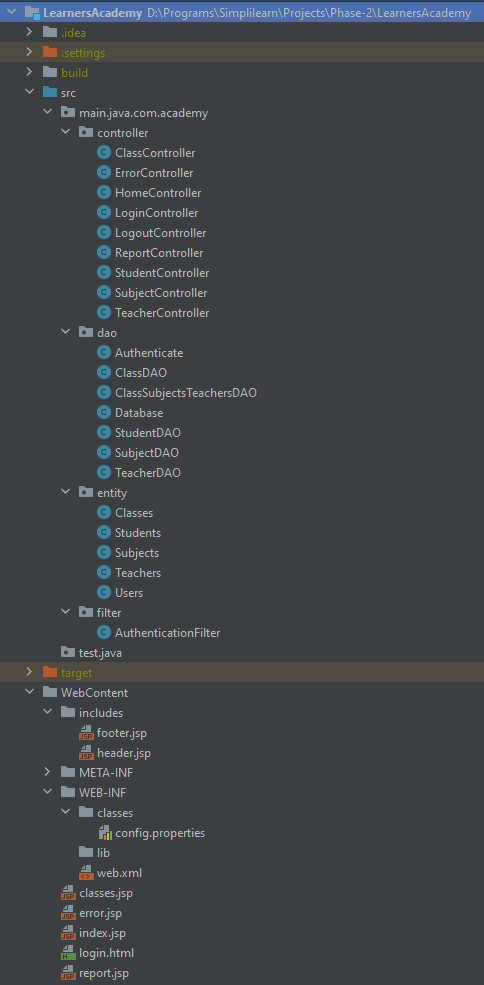 LearnersAcademy D:\Programs\Simplilearn\Projects\Phase-2\LearnersAcademy
.idea
.settings
build
src
main.java.com.academy
controller
ClassController
ErrorController
HomeController
LoginController
LogoutController
ReportController
StudentController
SubjectController
TeacherController
dao
Authenticate
ClassDAO
ClassSubjectsTeachersDAO
Database
StudentDAO
SubjectDAO
TeacherDAO
entity
Classes
Students
Subjects
Teachers
Users
filter
AuthenticationFilter
test.java
target
WebContent
includes
footer.jsp
header.jsp
META-INF
WEB-INF
classes
config.properties
lib
web.xml
classes.jsp
error.jsp
index.jsp
login.html
report.jsp